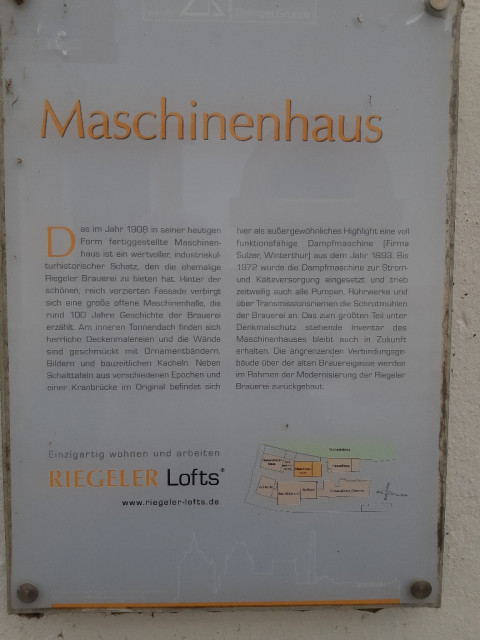 Maschinenhaus
Das im Jahr 1908 in seiner heutigen
Form fertiggestellte Maschinen-
haus ist ein wertvoller, industriekul-
turhistorischer Schatz, den die ehemalige
Riegeler Brauerei zu bieten hat. Hinter der
schönen, reich verzierten Fassade verbirgt
sich eine große offene Maschinenhalle, die
rund 100 Jahre Geschichte der Brauerei
erzählt. Am inneren Tonnendach finden sich
herrliche Deckenmalereien und die Wände
sind geschmückt mit Ornamentbändern,
Bildern und bauzeitlichen Kacheln. Neben
Schalttafeln aus verschiedenen Epochen und
einer Kranbrücke im Original befindet sich
hier als außergewöhnliches Highlight eine voll
funktionsfähige Dampfmaschine (Firma
Sulzer, Winterthur) aus dem Jahr 1893. Bis
1972 wurde die Dampfmaschine zur Strom-
und Kälteversorgung eingesetzt und trieb
zeitweilig auch alle Pumpen, Rührwerke und
über Transmissionsriemen die Schrotmühlen
der Brauerei an. Das zum größten Teil unter
Denkmalschutz stehende Inventar des
Maschinenhauses bleibt auch in Zukunft
erhalten. Die angrenzenden Verbindungsge-
bäude über der alten Brauereigasse werden
im Rahmen der Modernisierung der Riegeler
Brauerei zurückgebaut.
Einzigartig wohnen und arbeiten
RIEGELER Lofts®
www.riegeler-lofts.de